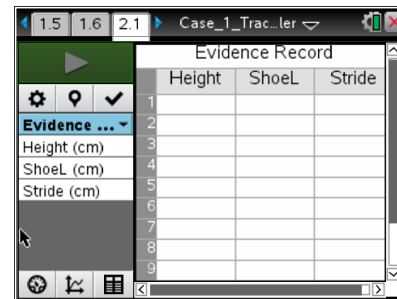 1.5 1.6 2.1 Case_1_Trac...ler
Evidence Record
Height ShoeL Stride
Evidence ...
Height (cm)
ShoeL (cm)
Stride (cm)
1
2
3
4
5
6
7
8
9